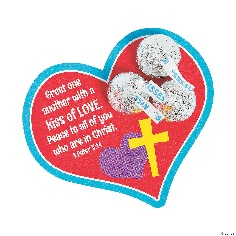 Greet one
another with a
kiss of LOVE.
Peace to all of you
who are in Christ.
1 Peter 5:14